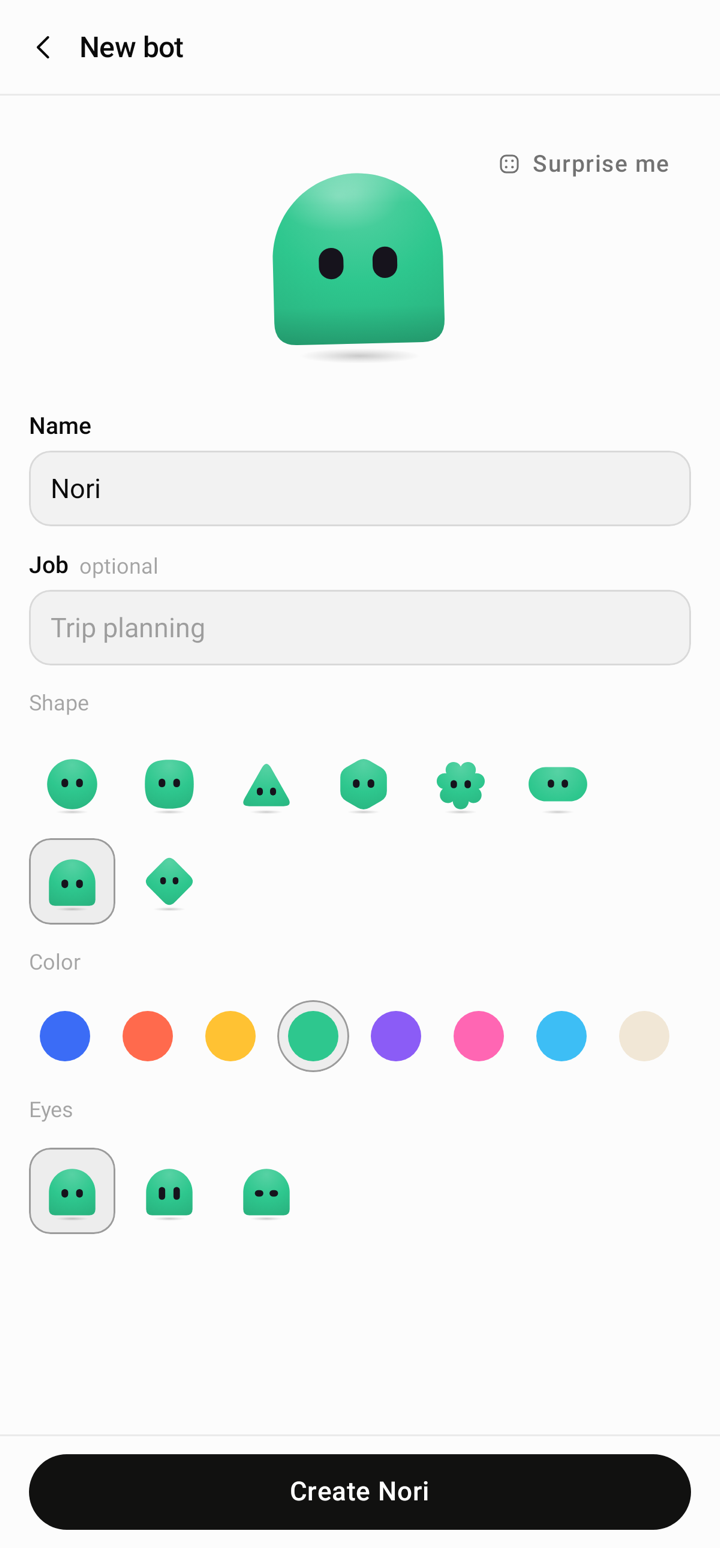 New bot
Surprise me
Name
Nori
Job optional
Trip planning
Shape
Color
Eyes
Create Nori